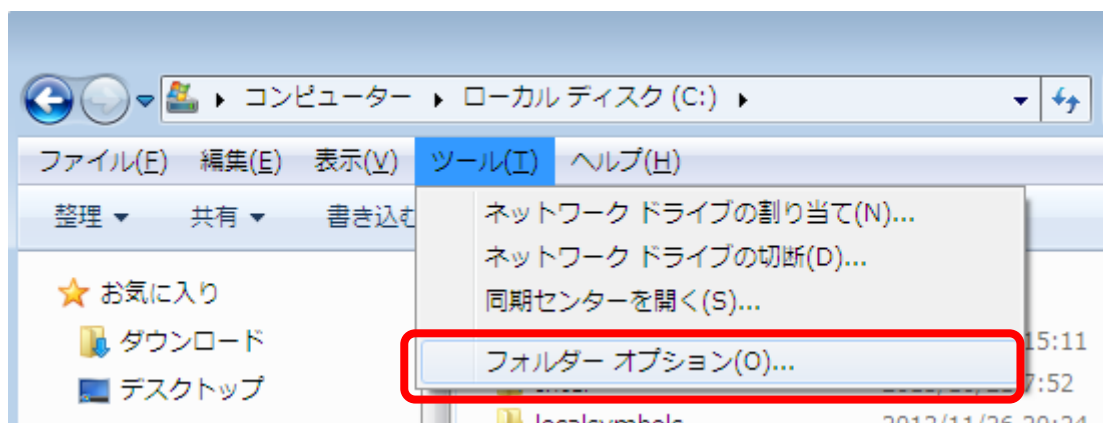 コンピューター ▸ ローカル ディスク (C:) ▸
ファイル(F) 編集(E) 表示(V) ツール(T) ヘルプ(H)
整理 ▼ 共有 ▼ 書き込む
ネットワーク ドライブの割り当て(N)...
ネットワーク ドライブの切断(D)...
同期センターを開く(S)...
フォルダー オプション(O)...
お気に入り
ダウンロード
デスクトップ
15:11
7:52
localsymbols 2012/11/26 20:24